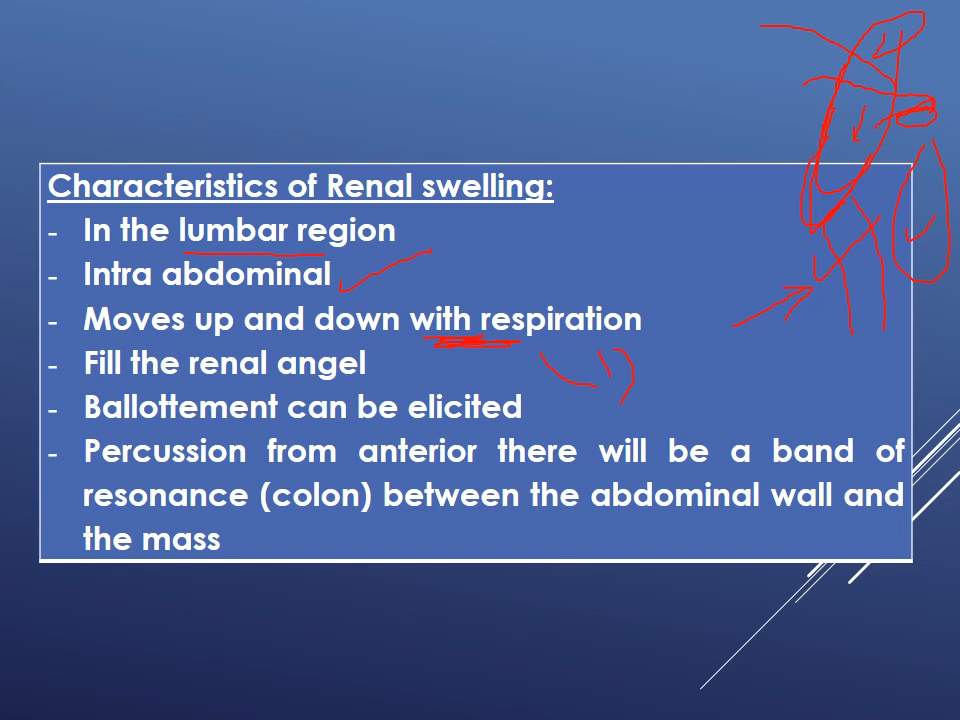 Characteristics of Renal swelling:
- In the lumbar region
- Intra abdominal
- Moves up and down with respiration
- Fill the renal angel
- Ballottement can be elicited
- Percussion from anterior there will be a band of
resonance (colon) between the abdominal wall and
the mass